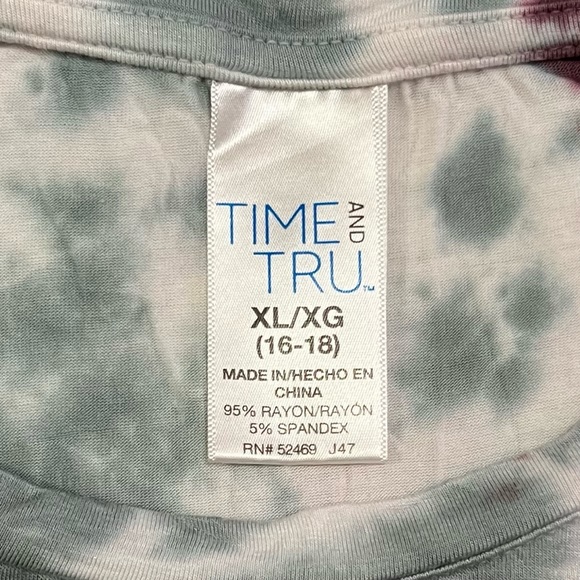 TIME AND
TRU™
XL/XG
(16-18)
MADE IN/HECHO EN
CHINA
95% RAYON/RAYÓN
5% SPANDEX
RN# 52469 J47